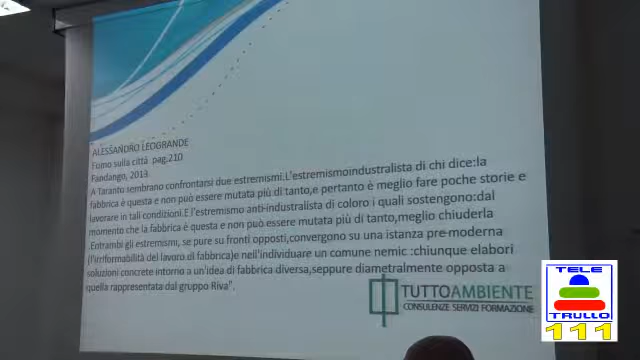 ALESSANDRO LEOGRANDE
Fumo sulla città pag.210
Fandango, 2013
A Taranto sembrano confrontarsi due estremismi.L'estremismoindustralista di chi dice:la
fabbrica è questa e non può essere mutata più di tanto,e pertanto è meglio fare poche storie e
lavorare in tali condizioni.E l'estremismo anti-industralista di coloro i quali sostengono:dal
momento che la fabbrica è questa e non può essere mutata più di tanto,meglio chiuderla
.Entrambi gli estremismi, se pure su fronti opposti,convergono su una istanza pre-moderna
(l'irriformabilità del lavoro di fabbrica)e nell'individuare un comune nemic :chiunque elabori
soluzioni concrete intorno a un'idea di fabbrica diversa,seppure diametralmente opposta a
quella rappresentata dal gruppo Riva".
TUTTOAMBIENTE
CONSULENZE SERVIZI FORMAZIONE
TELE
TRULLO
111